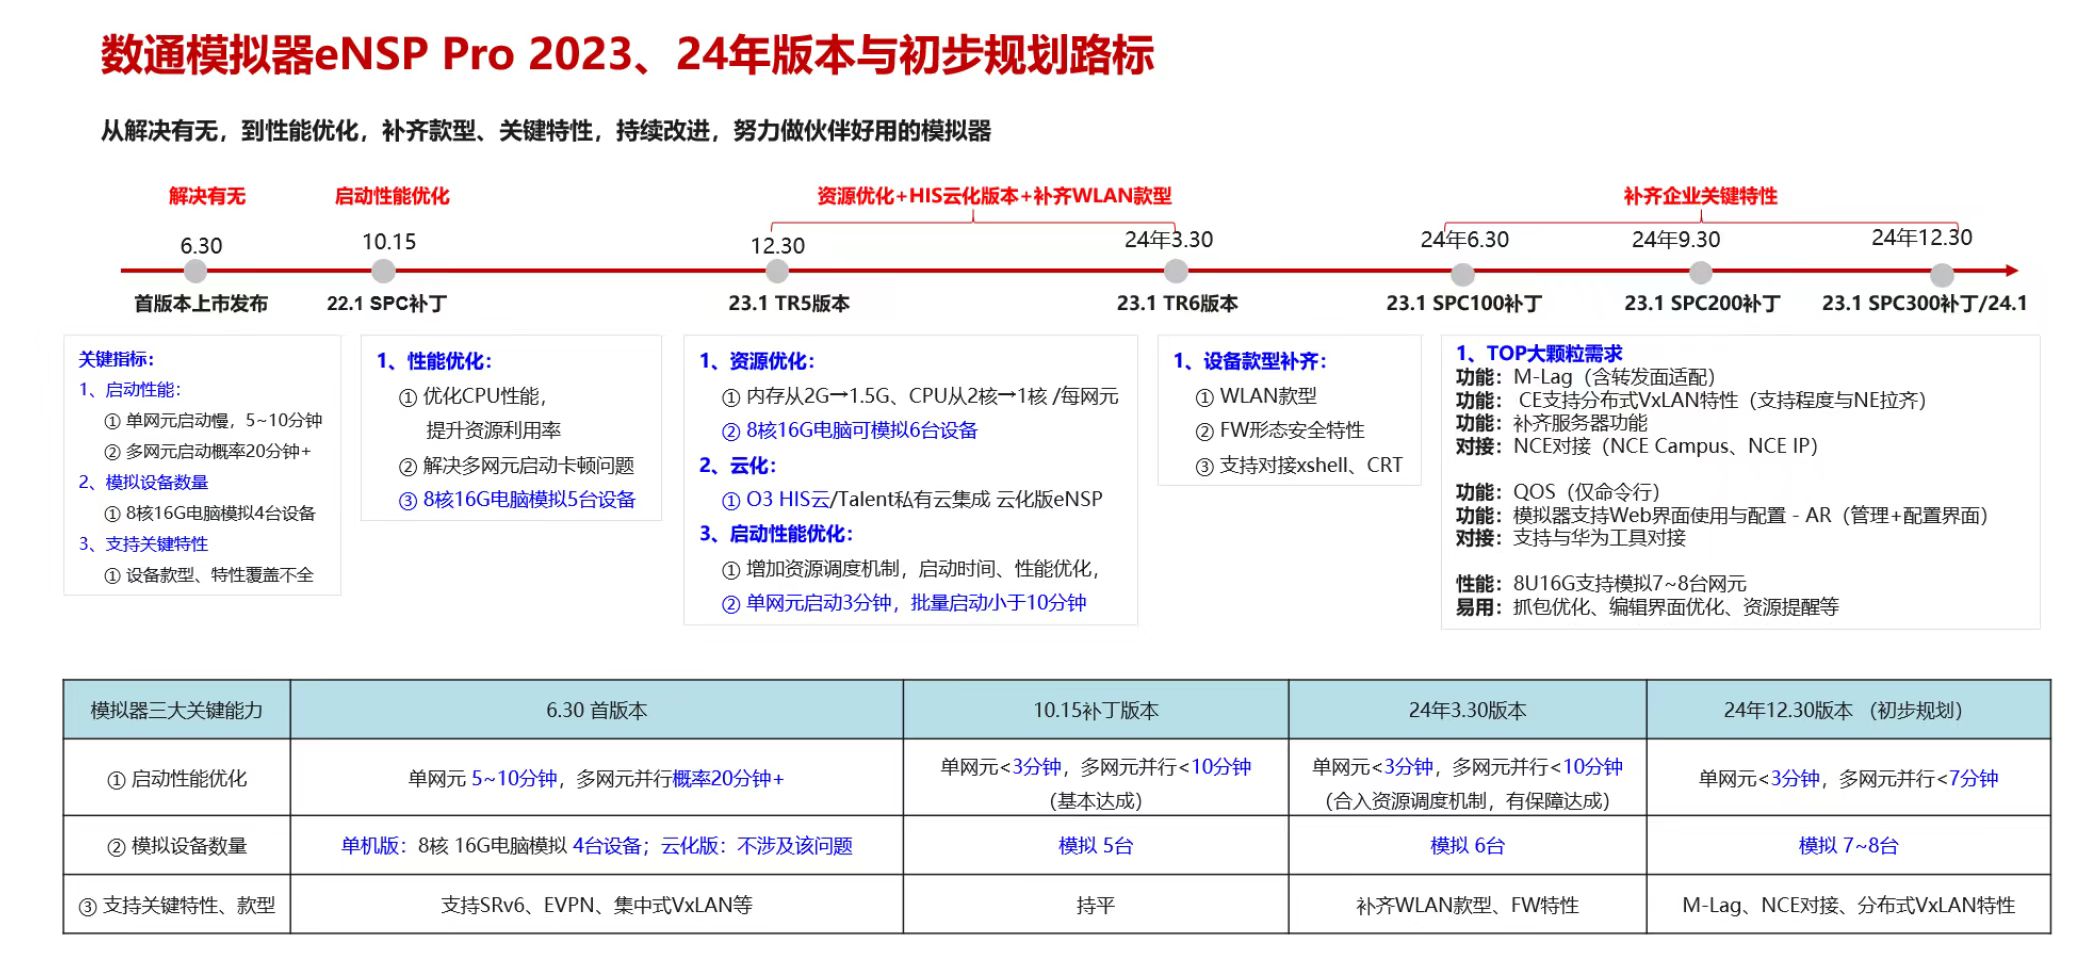 数通模拟器eNSP Pro 2023、24年版本与初步规划路标
从解决有无，到性能优化，补齐款型、关键特性，持续改进，努力做伙伴好用的模拟器
解决有无
启动性能优化
资源优化+HIS云化版本+补齐WLAN款型
补齐企业关键特性
6.30
10.15
12.30
24年3.30
24年6.30
24年9.30
24年12.30
首版本上市发布
22.1 SPC补丁
23.1 TR5版本
23.1 TR6版本
23.1 SPC100补丁
23.1 SPC200补丁
23.1 SPC300补丁/24.1
关键指标：
1、启动性能：
① 单网元启动慢，5~10分钟
② 多网元启动概率20分钟+
2、模拟设备数量
① 8核16G电脑模拟4台设备
3、支持关键特性
① 设备款型、特性覆盖不全
1、性能优化：
① 优化CPU性能，
提升资源利用率
② 解决多网元启动卡顿问题
③ 8核16G电脑模拟5台设备
1、资源优化：
① 内存从2G→1.5G、CPU从2核→1核 /每网元
② 8核16G电脑可模拟6台设备
2、云化：
① O3 HIS云/Talent私有云集成 云化版eNSP
3、启动性能优化：
① 增加资源调度机制，启动时间、性能优化，
② 单网元启动3分钟，批量启动小于10分钟
1、设备款型补齐：
① WLAN款型
② FW形态安全特性
③ 支持对接xshell、CRT
1、TOP大颗粒需求
功能：M-Lag（含转发面适配）
功能： CE支持分布式VxLAN特性（支持程度与NE拉齐）
功能：补齐服务器功能
对接：NCE对接（NCE Campus、NCE IP）
功能：QOS（仅命令行）
功能：模拟器支持Web界面使用与配置 - AR（管理+配置界面）
对接：支持与华为工具对接
性能：8U16G支持模拟7~8台网元
易用：抓包优化、编辑界面优化、资源提醒等
模拟器三大关键能力
6.30 首版本
10.15补丁版本
24年3.30版本
24年12.30版本 （初步规划）
① 启动性能优化
单网元 5~10分钟，多网元并行概率20分钟+
单网元<3分钟，多网元并行<10分钟
（基本达成）
单网元<3分钟，多网元并行<10分钟
（合入资源调度机制，有保障达成）
单网元<3分钟，多网元并行<7分钟
② 模拟设备数量
单机版：8核 16G电脑模拟 4台设备；云化版：不涉及该问题
模拟 5台
模拟 6台
模拟 7~8台
③ 支持关键特性、款型
支持SRv6、EVPN、集中式VxLAN等
持平
补齐WLAN款型、FW特性
M-Lag、NCE对接、分布式VxLAN特性